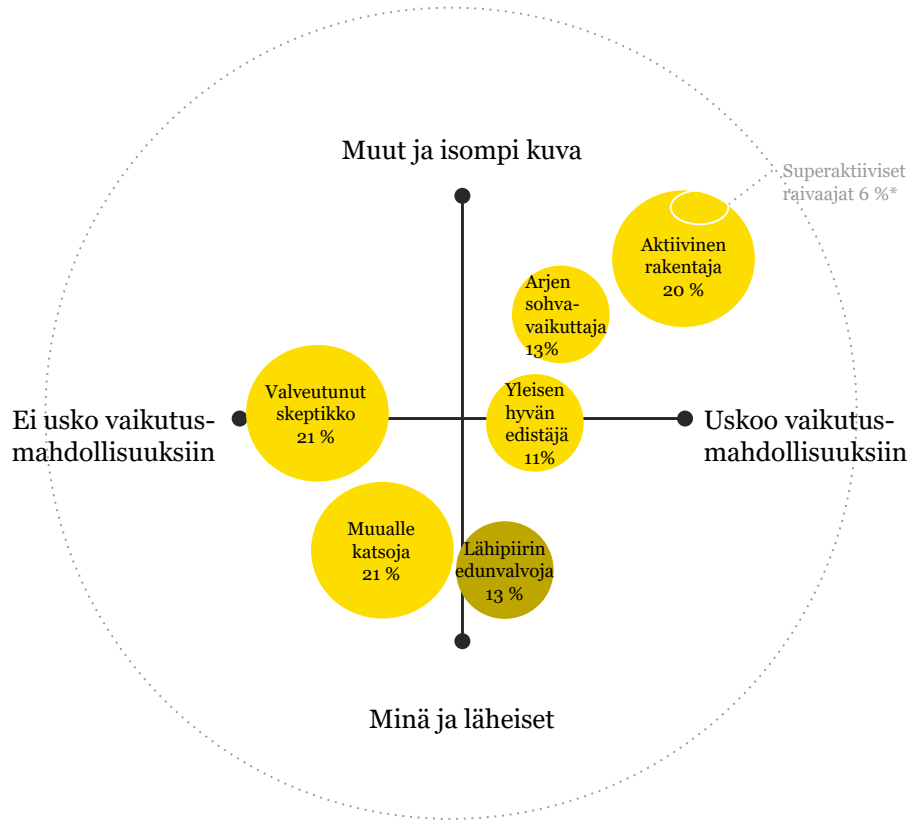 Muut ja isompi kuva
Superaktiiviset
raivaajat 6 %*
Aktiivinen
rakentaja
20 %
Arjen
sohva-
vaikuttaja
13%
Valveutunut
skeptikko
21 %
Yleisen
hyvän
edistäjä
11%
Ei usko vaikutus-
mahdollisuuksiin
Uskoo vaikutus-
mahdollisuuksiin
Muualle
katsoja
21 %
Lähipiirin
edunvalvoja
13 %
Minä ja läheiset